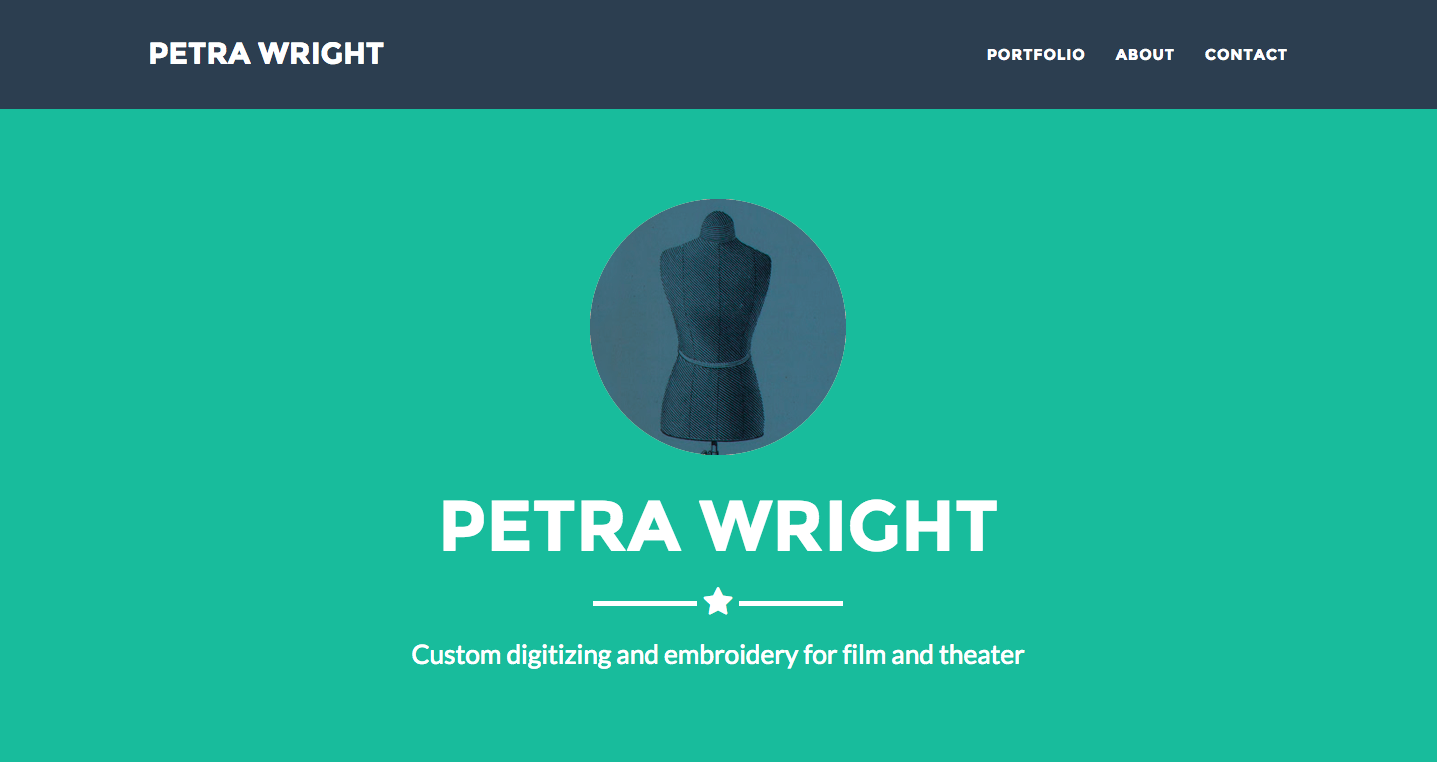 PETRA WRIGHT
PORTFOLIO ABOUT CONTACT
PETRA WRIGHT
Custom digitizing and embroidery for film and theater